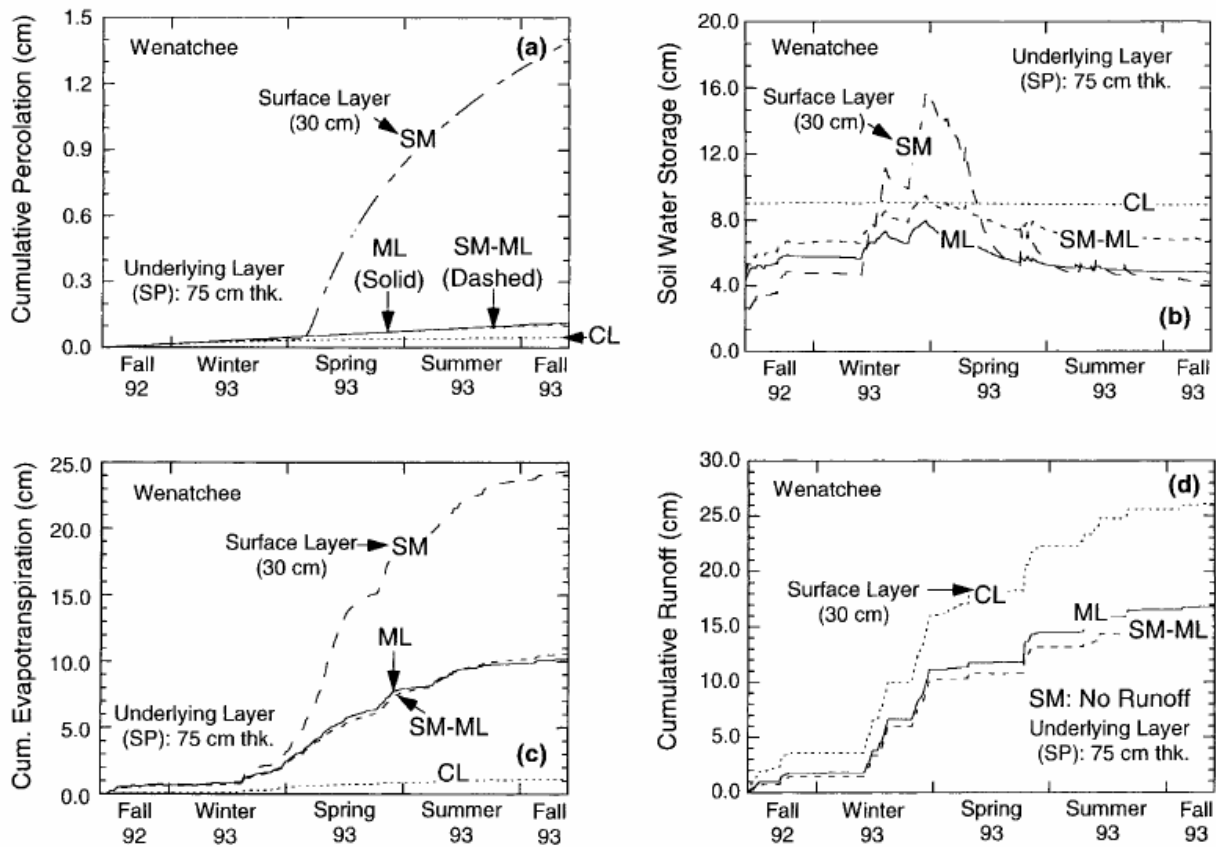 Cumulative Percolation (cm)
1.5
1.2
0.9
0.6
0.3
0.0
Wenatchee
(a)
Surface Layer
(30 cm)
SM
ML
(Solid)
SM-ML
(Dashed)
Underlying Layer
(SP): 75 cm thk.
CL
Fall
92
Winter
93
Spring
93
Summer
93
Fall
93
Soil Water Storage (cm)
20.0
16.0
12.0
8.0
4.0
0.0
Wenatchee
Underlying Layer
(SP): 75 cm thk.
Surface Layer
(30 cm)
SM
CL
ML
SM-ML
(b)
Fall
92
Winter
93
Spring
93
Summer
93
Fall
93
Cum. Evapotranspiration (cm)
25.0
20.0
15.0
10.0
5.0
0.0
Wenatchee
Surface Layer
(30 cm)
SM
ML
Underlying Layer
(SP): 75 cm thk.
SM-ML
(c)
CL
Fall
92
Winter
93
Spring
93
Summer
93
Fall
93
Cumulative Runoff (cm)
30.0
25.0
20.0
15.0
10.0
5.0
0.0
Wenatchee
(d)
Surface Layer
(30 cm)
CL
ML
SM-ML
SM: No Runoff
Underlying Layer
(SP): 75 cm thk.
Fall
92
Winter
93
Spring
93
Summer
93
Fall
93